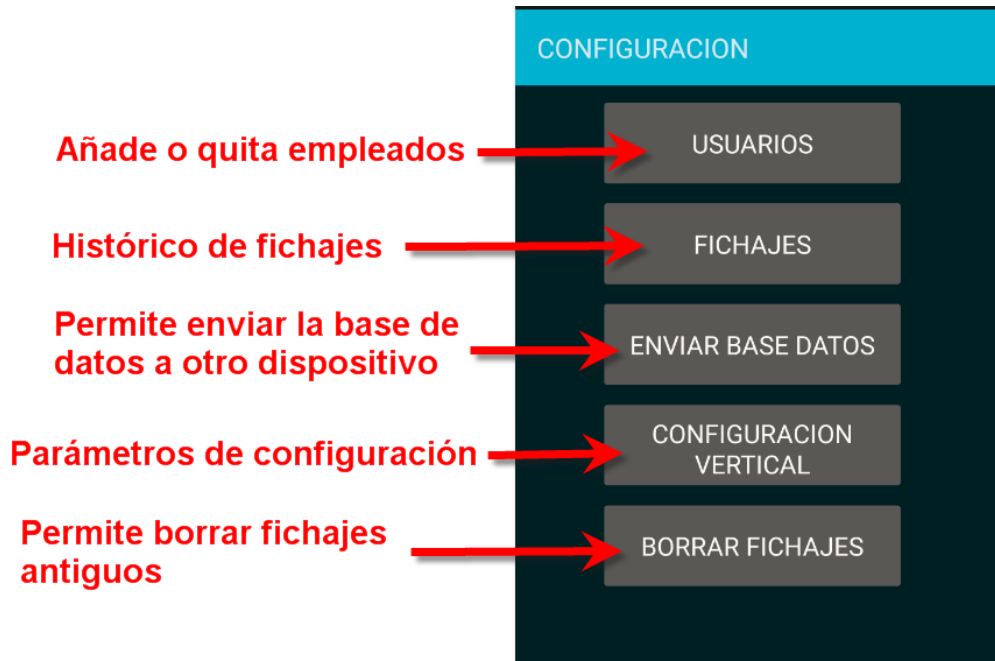 CONFIGURACION
Añade o quita empleados
USUARIOS
Histórico de fichajes
FICHAJES
Permite enviar la base de
datos a otro dispositivo
ENVIAR BASE DATOS
Parámetros de configuración
CONFIGURACION
VERTICAL
Permite borrar fichajes
antiguos
BORRAR FICHAJES